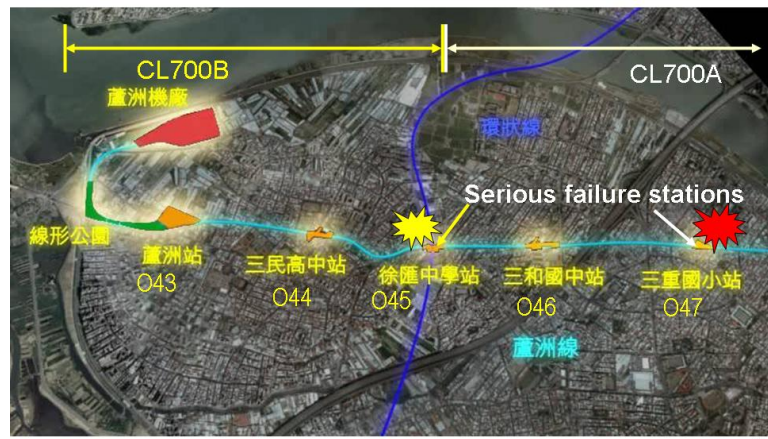 CL700B
CL700A
蘆洲機廠
環狀線
Serious failure stations
線形公園
蘆洲站
O43
三民高中站
O44
徐匯中學站
O45
三和國中站
O46
三重國小站
O47
蘆洲線